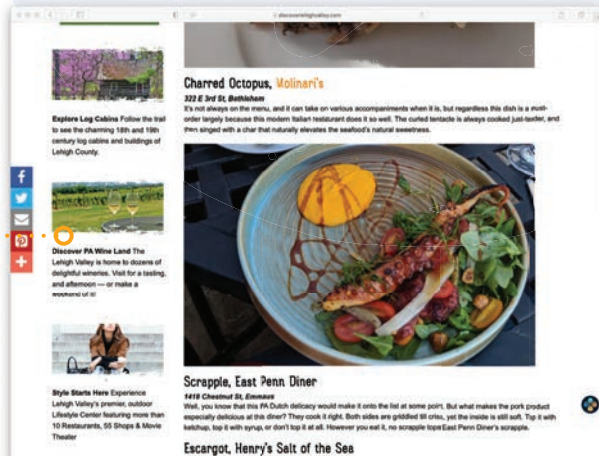 discoverlehighvalley.com
Explore Log Cabins Follow the trail
to see the charming 18th and 19th
century log cabins and buildings of
Lehigh County.
Discover PA Wine Land The
Lehigh Valley is home to dozens of
delightful wineries. Visit for a tasting,
and afternoon — or make a
weekend of it!
Style Starts Here Experience
Lehigh Valley's premier, outdoor
Lifestyle Center featuring more than
10 Restaurants, 55 Shops & Movie
Theater
Charred Octopus, Molinari's
322 E 3rd St, Bethlehem
It's not always on the menu, and it can take on various accompaniments when it is, but regardless this dish is a must-
order largely because this modern Italian restaurant does it so well. The curled tentacle is always cooked just-tender, and
then singed with a char that naturally elevates the seafood's natural sweetness.
Scrapple, East Penn Diner
1418 Chestnut St, Emmaus
Well, you know that this PA Dutch delicacy would make it onto the list at some point. But what makes the pork product
especially delicious at this diner? They cook it right. Both sides are griddled till crisp, yet the inside is still soft. Top it with
ketchup, top it with syrup, or don't top it at all. However you eat it, no scrapple tops East Penn Diner's scrapple.
Escargot, Henry's Salt of the Sea